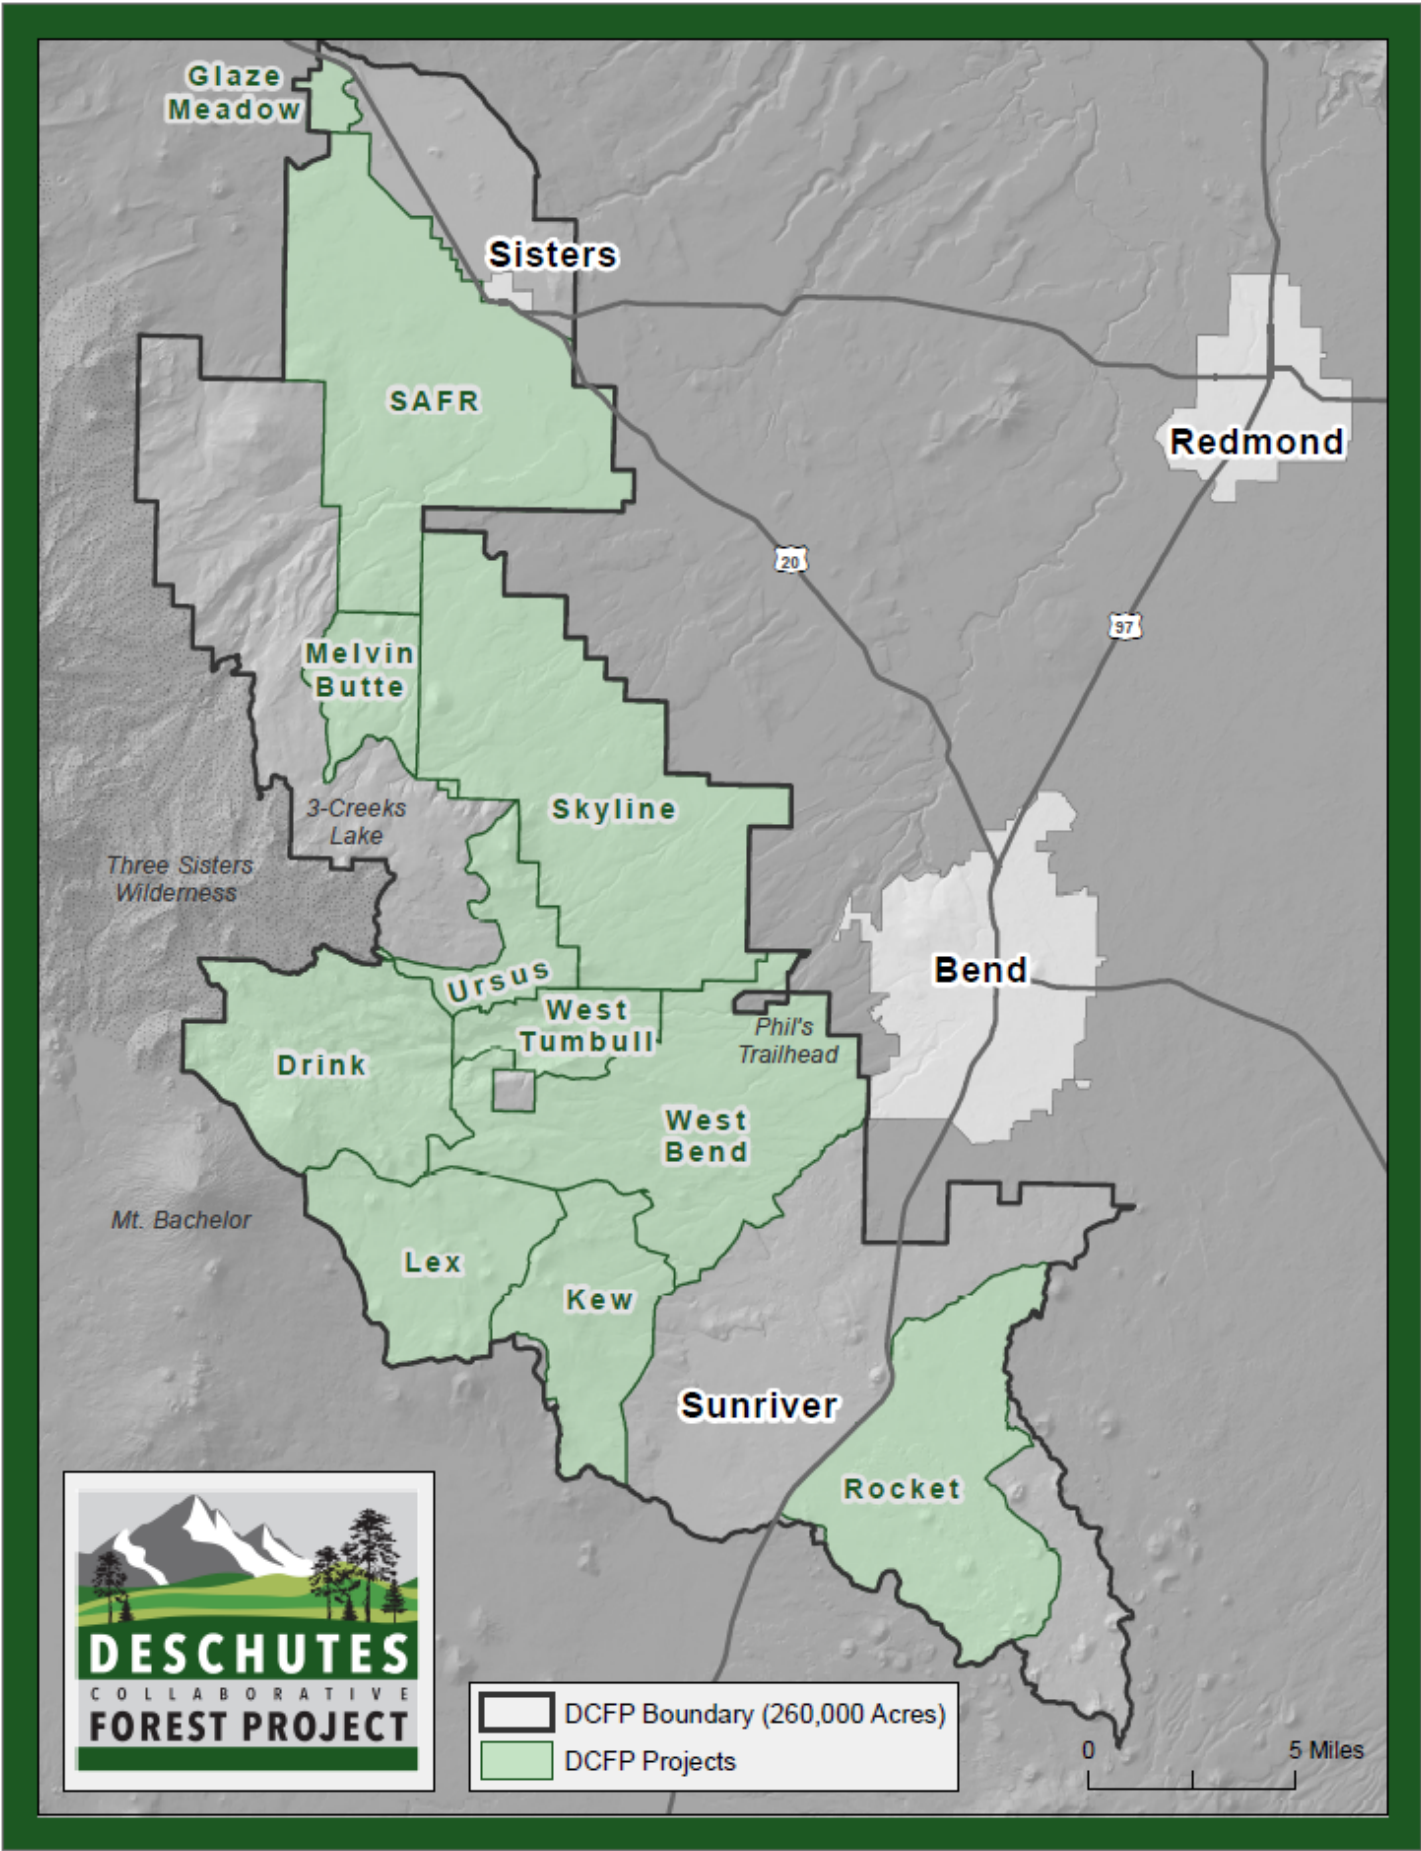 Glaze
Meadow
Sisters
SAFR
Redmond
20
97
Melvin
Butte
3-Creeks
Lake
Skyline
Three Sisters
Wilderness
Bend
Ursus
West
Tumbull
Phil's
Trailhead
Drink
West
Bend
Mt. Bachelor
Lex
Kew
Sunriver
Rocket
DESCHUTES
COLLABORATIVE
FOREST PROJECT
DCFP Boundary (260,000 Acres)
DCFP Projects
0 5 Miles